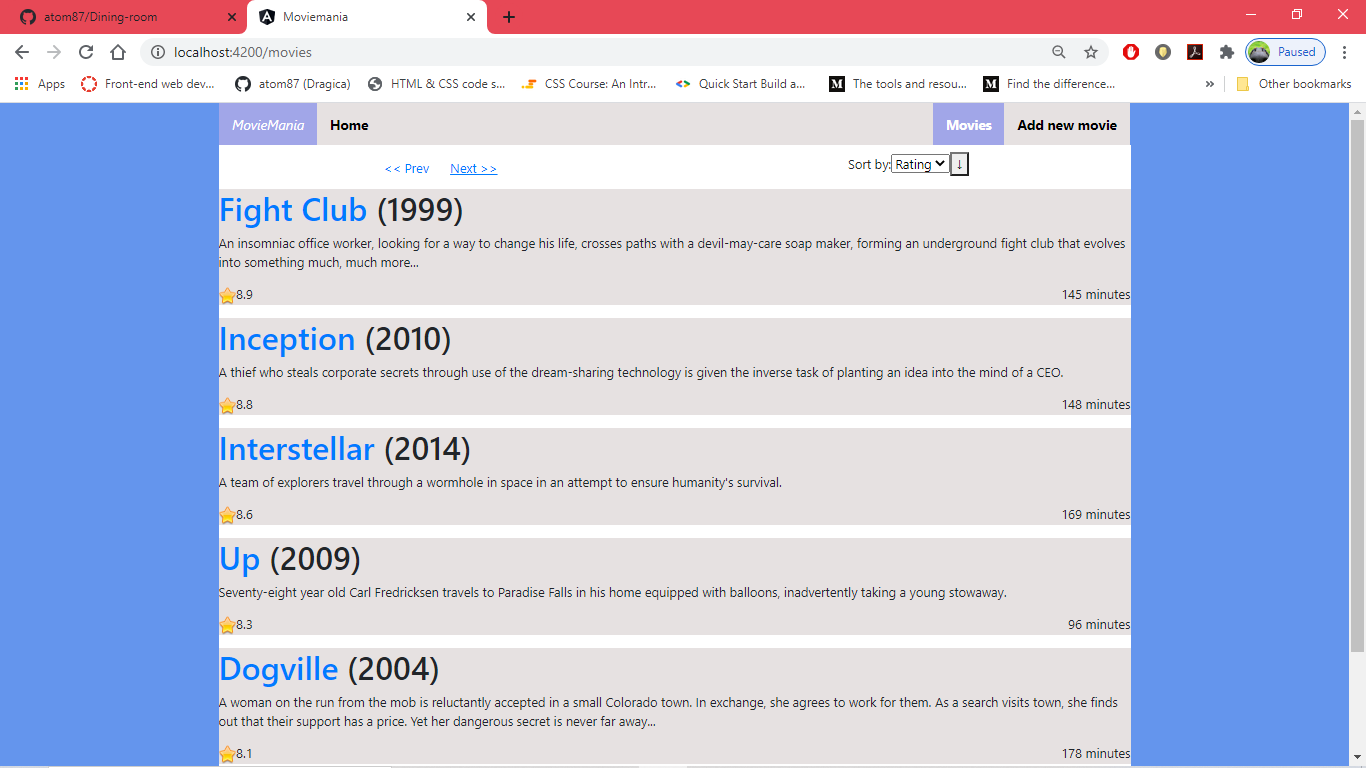 atom87/Dining-room
Moviemania
localhost:4200/movies
Paused
Apps
Front-end web dev...
atom87 (Dragica)
HTML & CSS code s...
CSS Course: An Intr...
Quick Start Build a...
The tools and resou...
Find the difference...
»
Other bookmarks
MovieMania
Home
Movies
Add new movie
<< Prev
Next >>
Sort by:
Rating
↓
Fight Club (1999)
An insomniac office worker, looking for a way to change his life, crosses paths with a devil-may-care soap maker, forming an underground fight club that evolves
into something much, much more...
8.9
145 minutes
Inception (2010)
A thief who steals corporate secrets through use of the dream-sharing technology is given the inverse task of planting an idea into the mind of a CEO.
8.8
148 minutes
Interstellar (2014)
A team of explorers travel through a wormhole in space in an attempt to ensure humanity's survival.
8.6
169 minutes
Up (2009)
Seventy-eight year old Carl Fredricksen travels to Paradise Falls in his home equipped with balloons, inadvertently taking a young stowaway.
8.3
96 minutes
Dogville (2004)
A woman on the run from the mob is reluctantly accepted in a small Colorado town. In exchange, she agrees to work for them. As a search visits town, she finds
out that their support has a price. Yet her dangerous secret is never far away...
8.1
178 minutes